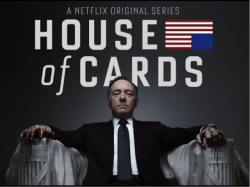 A NETFLIX ORIGINAL SERIES
HOUSE
of CARDS